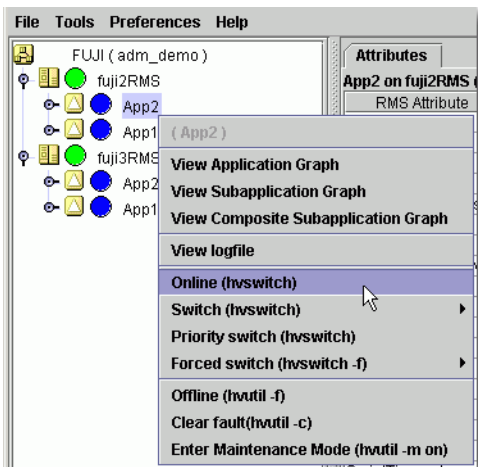 File Tools Preferences Help
FUJI ( adm_demo )
Attributes
fuji2RMS
App2 on fuji2RMS (
App2
RMS Attribute
App1
( App2 )
fuji3RMS
View Application Graph
App2
View Subapplication Graph
App1
View Composite Subapplication Graph
View logfile
Online (hvswitch)
Switch (hvswitch)
Priority switch (hvswitch)
Forced switch (hvswitch -f)
Offline (hvutil -f)
Clear fault(hvutil -c)
Enter Maintenance Mode (hvutil -m on)